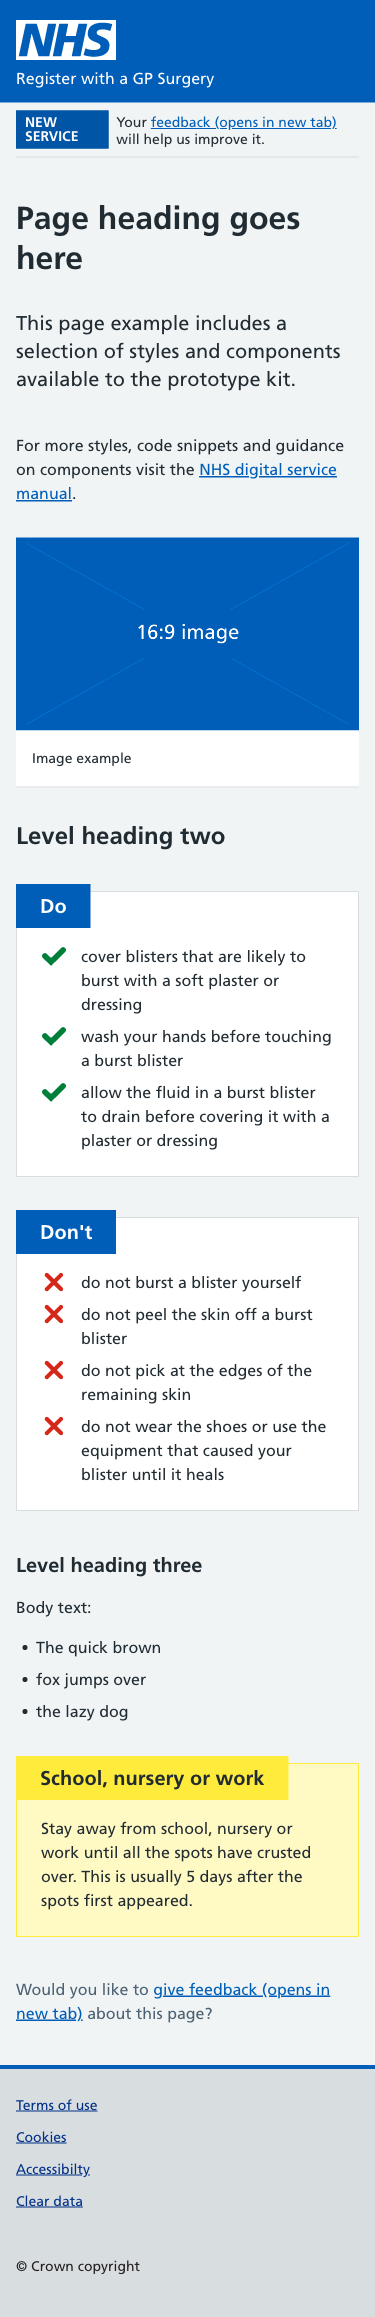 NHS
Register with a GP Surgery
NEW
SERVICE
Your feedback (opens in new tab)
will help us improve it.
Page heading goes
here
This page example includes a
selection of styles and components
available to the prototype kit.
For more styles, code snippets and guidance
on components visit the NHS digital service
manual.
16:9 image
Image example
Level heading two
Do
cover blisters that are likely to
burst with a soft plaster or
dressing
wash your hands before touching
a burst blister
allow the fluid in a burst blister
to drain before covering it with a
plaster or dressing
Don't
do not burst a blister yourself
do not peel the skin off a burst
blister
do not pick at the edges of the
remaining skin
do not wear the shoes or use the
equipment that caused your
blister until it heals
Level heading three
Body text:
• The quick brown
• fox jumps over
• the lazy dog
School, nursery or work
Stay away from school, nursery or
work until all the spots have crusted
over. This is usually 5 days after the
spots first appeared.
Would you like to give feedback (opens in
new tab) about this page?
Terms of use
Cookies
Accessibilty
Clear data
© Crown copyright